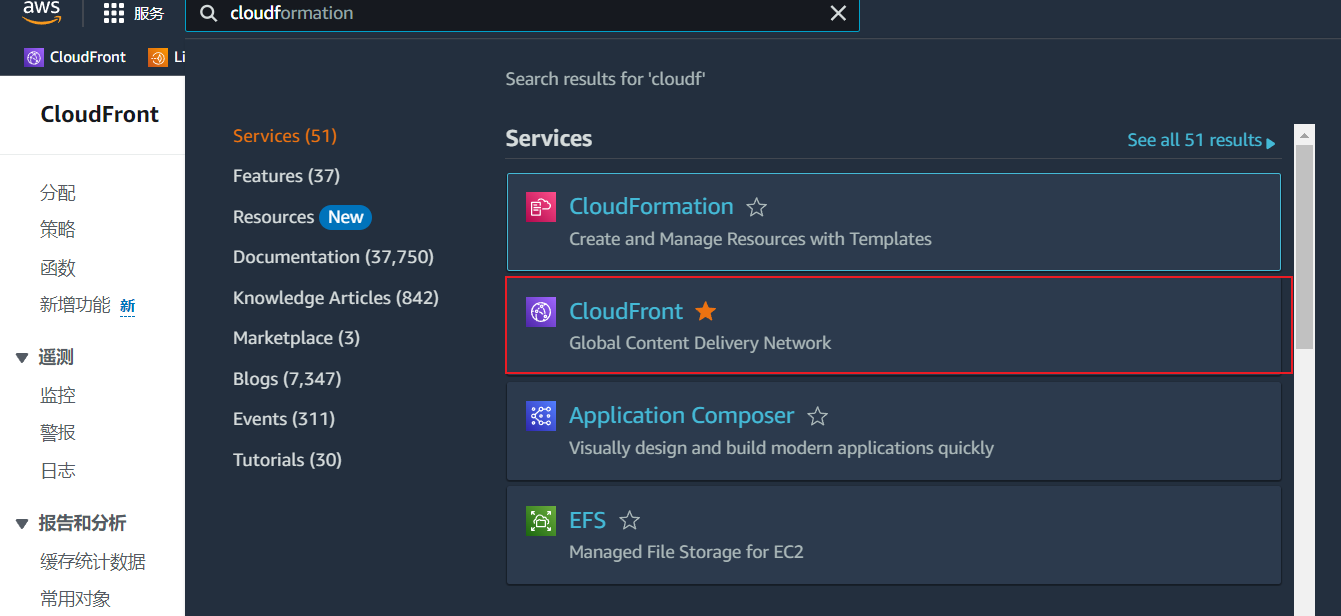 aws
服务
cloudformation
CloudFront
Li
CloudFront
分配
策略
函数
新增功能 新
遥测
监控
警报
日志
报告和分析
缓存统计数据
常用对象
Search results for 'cloudf'
Services (51)
Features (37)
Resources New
Documentation (37,750)
Knowledge Articles (842)
Marketplace (3)
Blogs (7,347)
Events (311)
Tutorials (30)
Services
See all 51 results
CloudFormation
Create and Manage Resources with Templates
CloudFront
Global Content Delivery Network
Application Composer
Visually design and build modern applications quickly
EFS
Managed File Storage for EC2